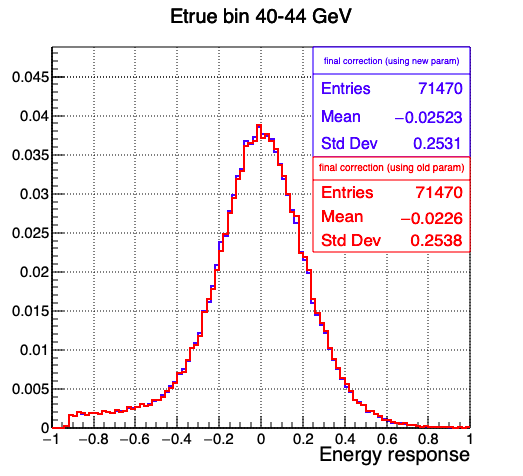 Etrue bin 40-44 GeV
final correction (using new param)
Entries 71470
Mean −0.02523
Std Dev 0.2531
final correction (using old param)
Entries 71470
Mean −0.0226
Std Dev 0.2538
0.045
0.04
0.035
0.03
0.025
0.02
0.015
0.01
0.005
0
−1 −0.8 −0.6 −0.4 −0.2 0 0.2 0.4 0.6 0.8 1
Energy response